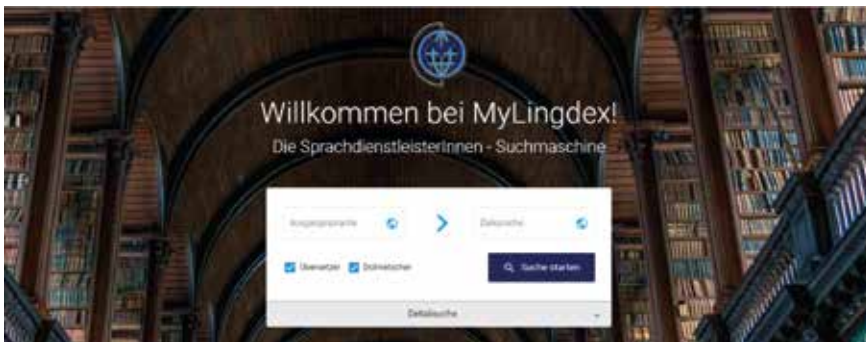 Willkommen bei MyLingdex!
Die SprachdienstleisterInnen - Suchmaschine
Ausgangssprache
Zielsprache
Übersetzer Dolmetscher
Suche starten
Detailsuche